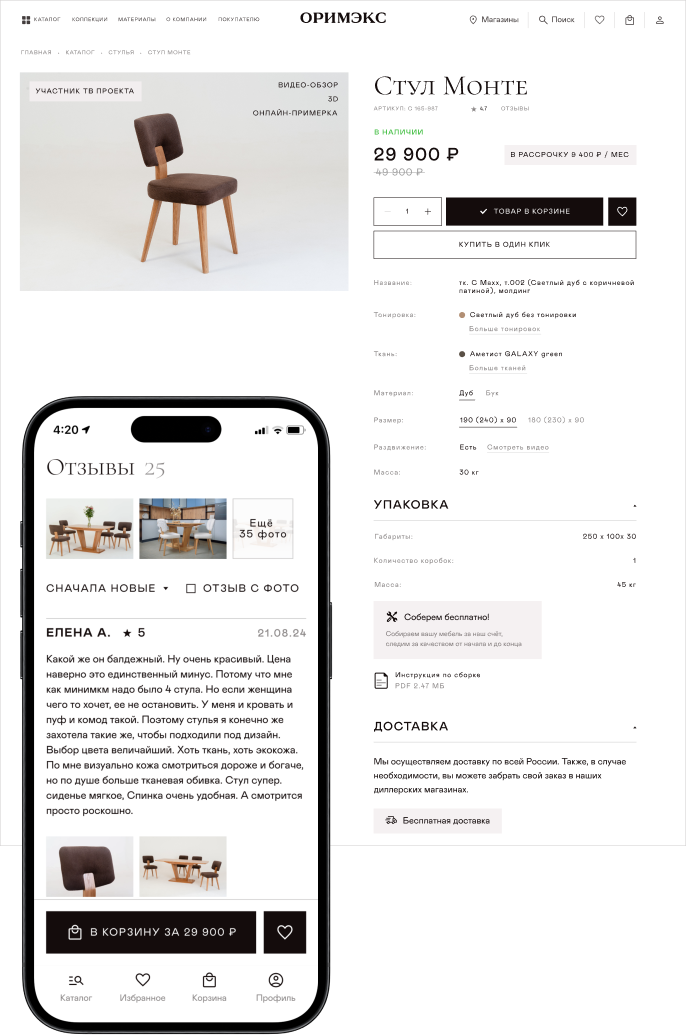 КАТАЛОГ КОЛЛЕКЦИИ МАТЕРИАЛЫ О КОМПАНИИ ПОКУПАТЕЛЮ
ОРИМЭКС
Магазины Поиск
ГЛАВНАЯ КАТАЛОГ СТУЛЬЯ СТУЛ МОНТЕ
УЧАСТНИК ТВ ПРОЕКТА
ВИДЕО-ОБЗОР
3D
ОНЛАЙН-ПРИМЕРКА
Стул Монте
АРТИКУЛ: С 165-987 ★ 4.7 ОТЗЫВЫ
В НАЛИЧИИ
29 900 ₽
49 900 ₽
В РАССРОЧКУ 9 400 ₽ / МЕС
— 1 +
ТОВАР В КОРЗИНЕ
КУПИТЬ В ОДИН КЛИК
Название: тк. С Maxx, т.002 (Светлый дуб с коричневой
патиной), молдинг
Тонировка: Светлый дуб без тонировки
Больше тонировок
Ткань: Аметист GALAXY green
Больше тканей
Материал: Дуб Бук
Размер: 190 (240) x 90 180 (230) x 90
Раздвижение: Есть Смотреть видео
Масса: 30 кг
УПАКОВКА
Габариты: 250 x 100x 30
Количество коробок: 1
Масса: 45 кг
Соберем бесплатно!
Собираем вашу мебель за наш счёт,
следим за качеством от начала и до конца
Инструкция по сборке
PDF 2.47 МБ
ДОСТАВКА
Мы осуществляем доставку по всей России. Также, в случае
необходимости, вы можете забрать свой заказ в наших
диллерских магазинах.
Бесплатная доставка
4:20
Отзывы 25
Ещё
35 фото
СНАЧАЛА НОВЫЕ ОТЗЫВ С ФОТО
ЕЛЕНА А. ★ 5 21.08.24
Какой же он балдежный. Ну очень красивый. Цена
наверно это единственный минус. Потому что мне
как минимкм надо было 4 стула. Но если женщина
чего то хочет, ее не остановить. У меня и кровать и
пуф и комод такой. Поэтому стулья я конечно же
захотела такие же, чтобы подходили под дизайн.
Выбор цвета величайший. Хоть ткань, хоть экокожа.
По мне визуально кожа смотриться дороже и богаче,
но по душе больше тканевая обивка. Стул супер.
сиденье мягкое, Спинка очень удобная. А смотрится
просто роскошно.
В КОРЗИНУ ЗА 29 900 ₽
Каталог Избранное Корзина Профиль